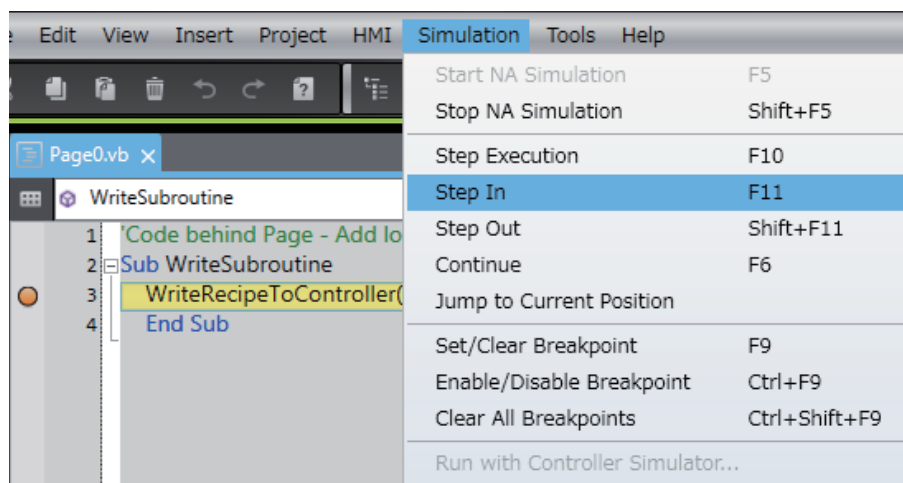 Edit View Insert Project HMI Simulation Tools Help
Start NA Simulation F5
Stop NA Simulation Shift+F5
Page0.vb
Step Execution F10
WriteSubroutine
Step In F11
1 'Code behind Page - Add lo
Step Out Shift+F11
2 Sub WriteSubroutine
Continue F6
3 WriteRecipeToController(
Jump to Current Position
4 End Sub
Set/Clear Breakpoint F9
Enable/Disable Breakpoint Ctrl+F9
Clear All Breakpoints Ctrl+Shift+F9
Run with Controller Simulator...